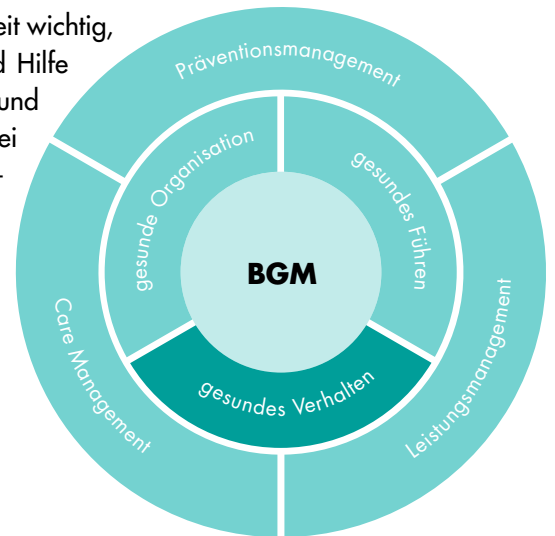 eit wichtig,
d Hilfe
und
ei
-
Präventionsmanagement
gesunde Organisation
gesundes Führen
BGM
gesundes Verhalten
Care Management
Leistungsmanagement